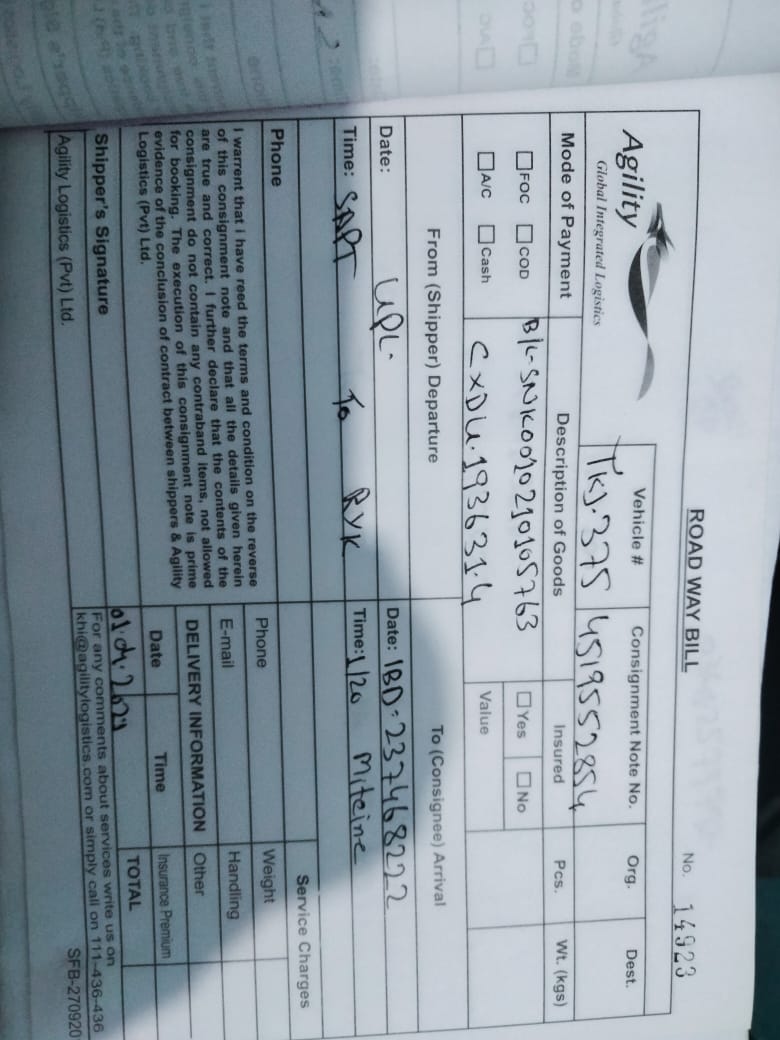 ROAD WAY BILL
No. 14923
Agility
Global Integrated Logistics
Vehicle # Consignment Note No. Org. Dest.
TKJ.375 4519552854
Mode of Payment Description of Goods Insured Pcs. Wt. (kgs)
FOC COD B/L-SNK0010210105763 Yes No
A/C Cash CXDU.193631.4 Value
From (Shipper) Departure To (Consignee) Arrival
Date: UPL. Date: IBD:237468222
Time: SAPT To RYK Time: 1/20 Miteine
Service Charges
Phone
Phone Weight
E-mail Handling
DELIVERY INFORMATION Other
Date Time Insurance Premium
01.04.2021 TOTAL
I warrent that i have reed the terms and condition on the reverse
of this consignment note and that all the details given herein
are true and correct. I further declare that the contents of the
consignment do not contain any contraband items, not allowed
for booking. The execution of this consignment note is prime
evidence of the conclusion of contract between shippers & Agility
Logistics (Pvt) Ltd.
Shipper's Signature
For any comments about services write us on
khi@agilitylogistics.com or simply call on 111-436-436
Agility Logistics (Pvt) Ltd.
SFB-270920